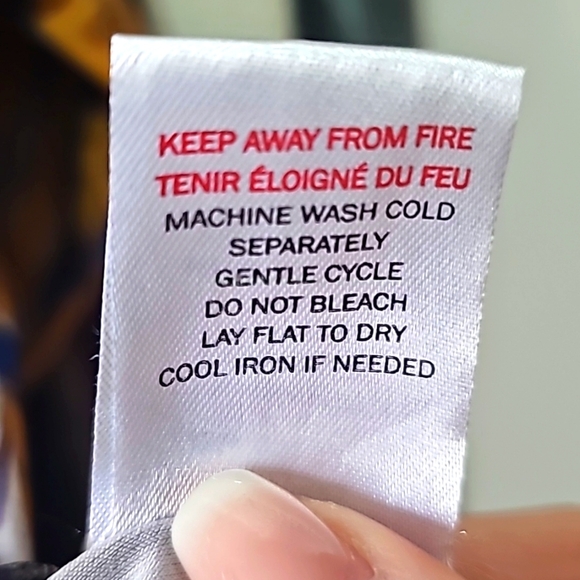 KEEP AWAY FROM FIRE
TENIR ÉLOIGNÉ DU FEU
MACHINE WASH COLD
SEPARATELY
GENTLE CYCLE
DO NOT BLEACH
LAY FLAT TO DRY
COOL IRON IF NEEDED